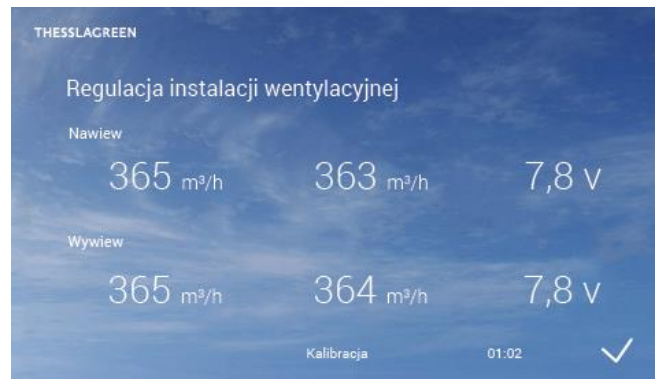 THESSLAGREEN
Regulacja instalacji wentylacyjnej
Nawiew
365 m³/h 363 m³/h 7,8 v
Wywiew
365 m³/h 364 m³/h 7,8 v
Kalibracja 01:02